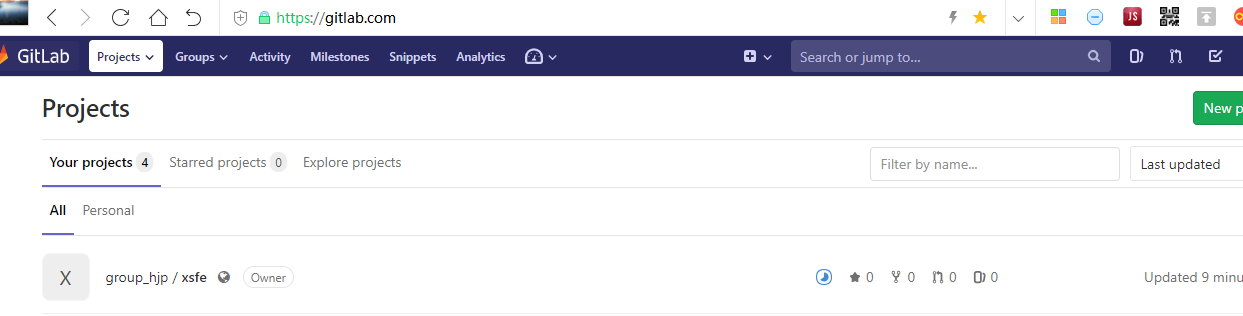 https://gitlab.com
JS
GitLab Projects Groups Activity Milestones Snippets Analytics Search or jump to...
Projects
New p
Your projects 4 Starred projects 0 Explore projects Filter by name... Last updated
All Personal
X group_hjp / xsfe Owner 0 0 0 0 Updated 9 minu